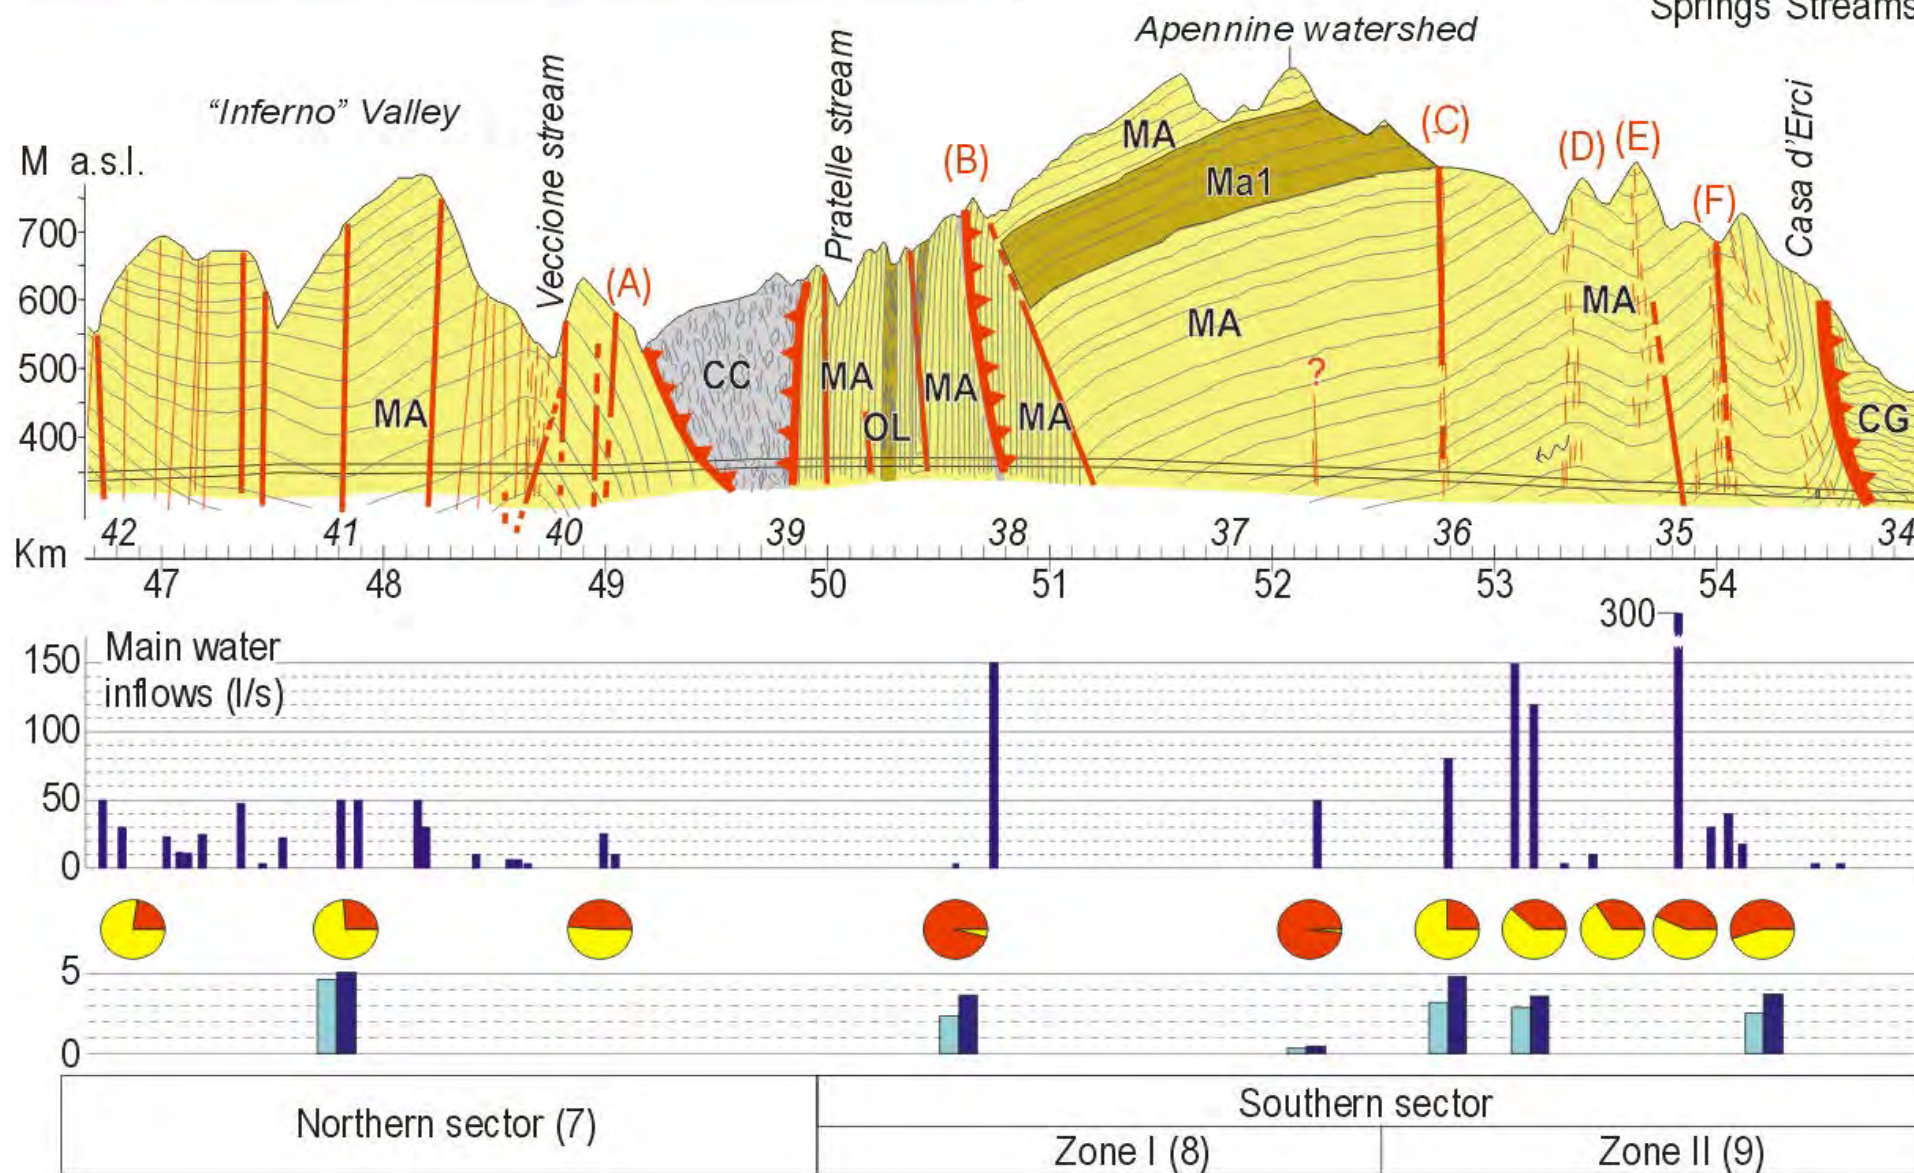 Springs Streams
Apennine watershed
"Inferno" Valley
Veccione stream
Pratelle stream
Casa d'Erci
M a.s.l.
700
600
500
400
(A)
(B)
(C)
(D)
(E)
(F)
MA
Ma1
MA
MA
?
MA
CC
MA
OL
MA
MA
CG
42 41 40 39 38 37 36 35 34
Km
47 48 49 50 51 52 53 54
300
Main water
inflows (l/s)
150
100
50
0
5
0
Northern sector (7)
Southern sector
Zone I (8)
Zone II (9)